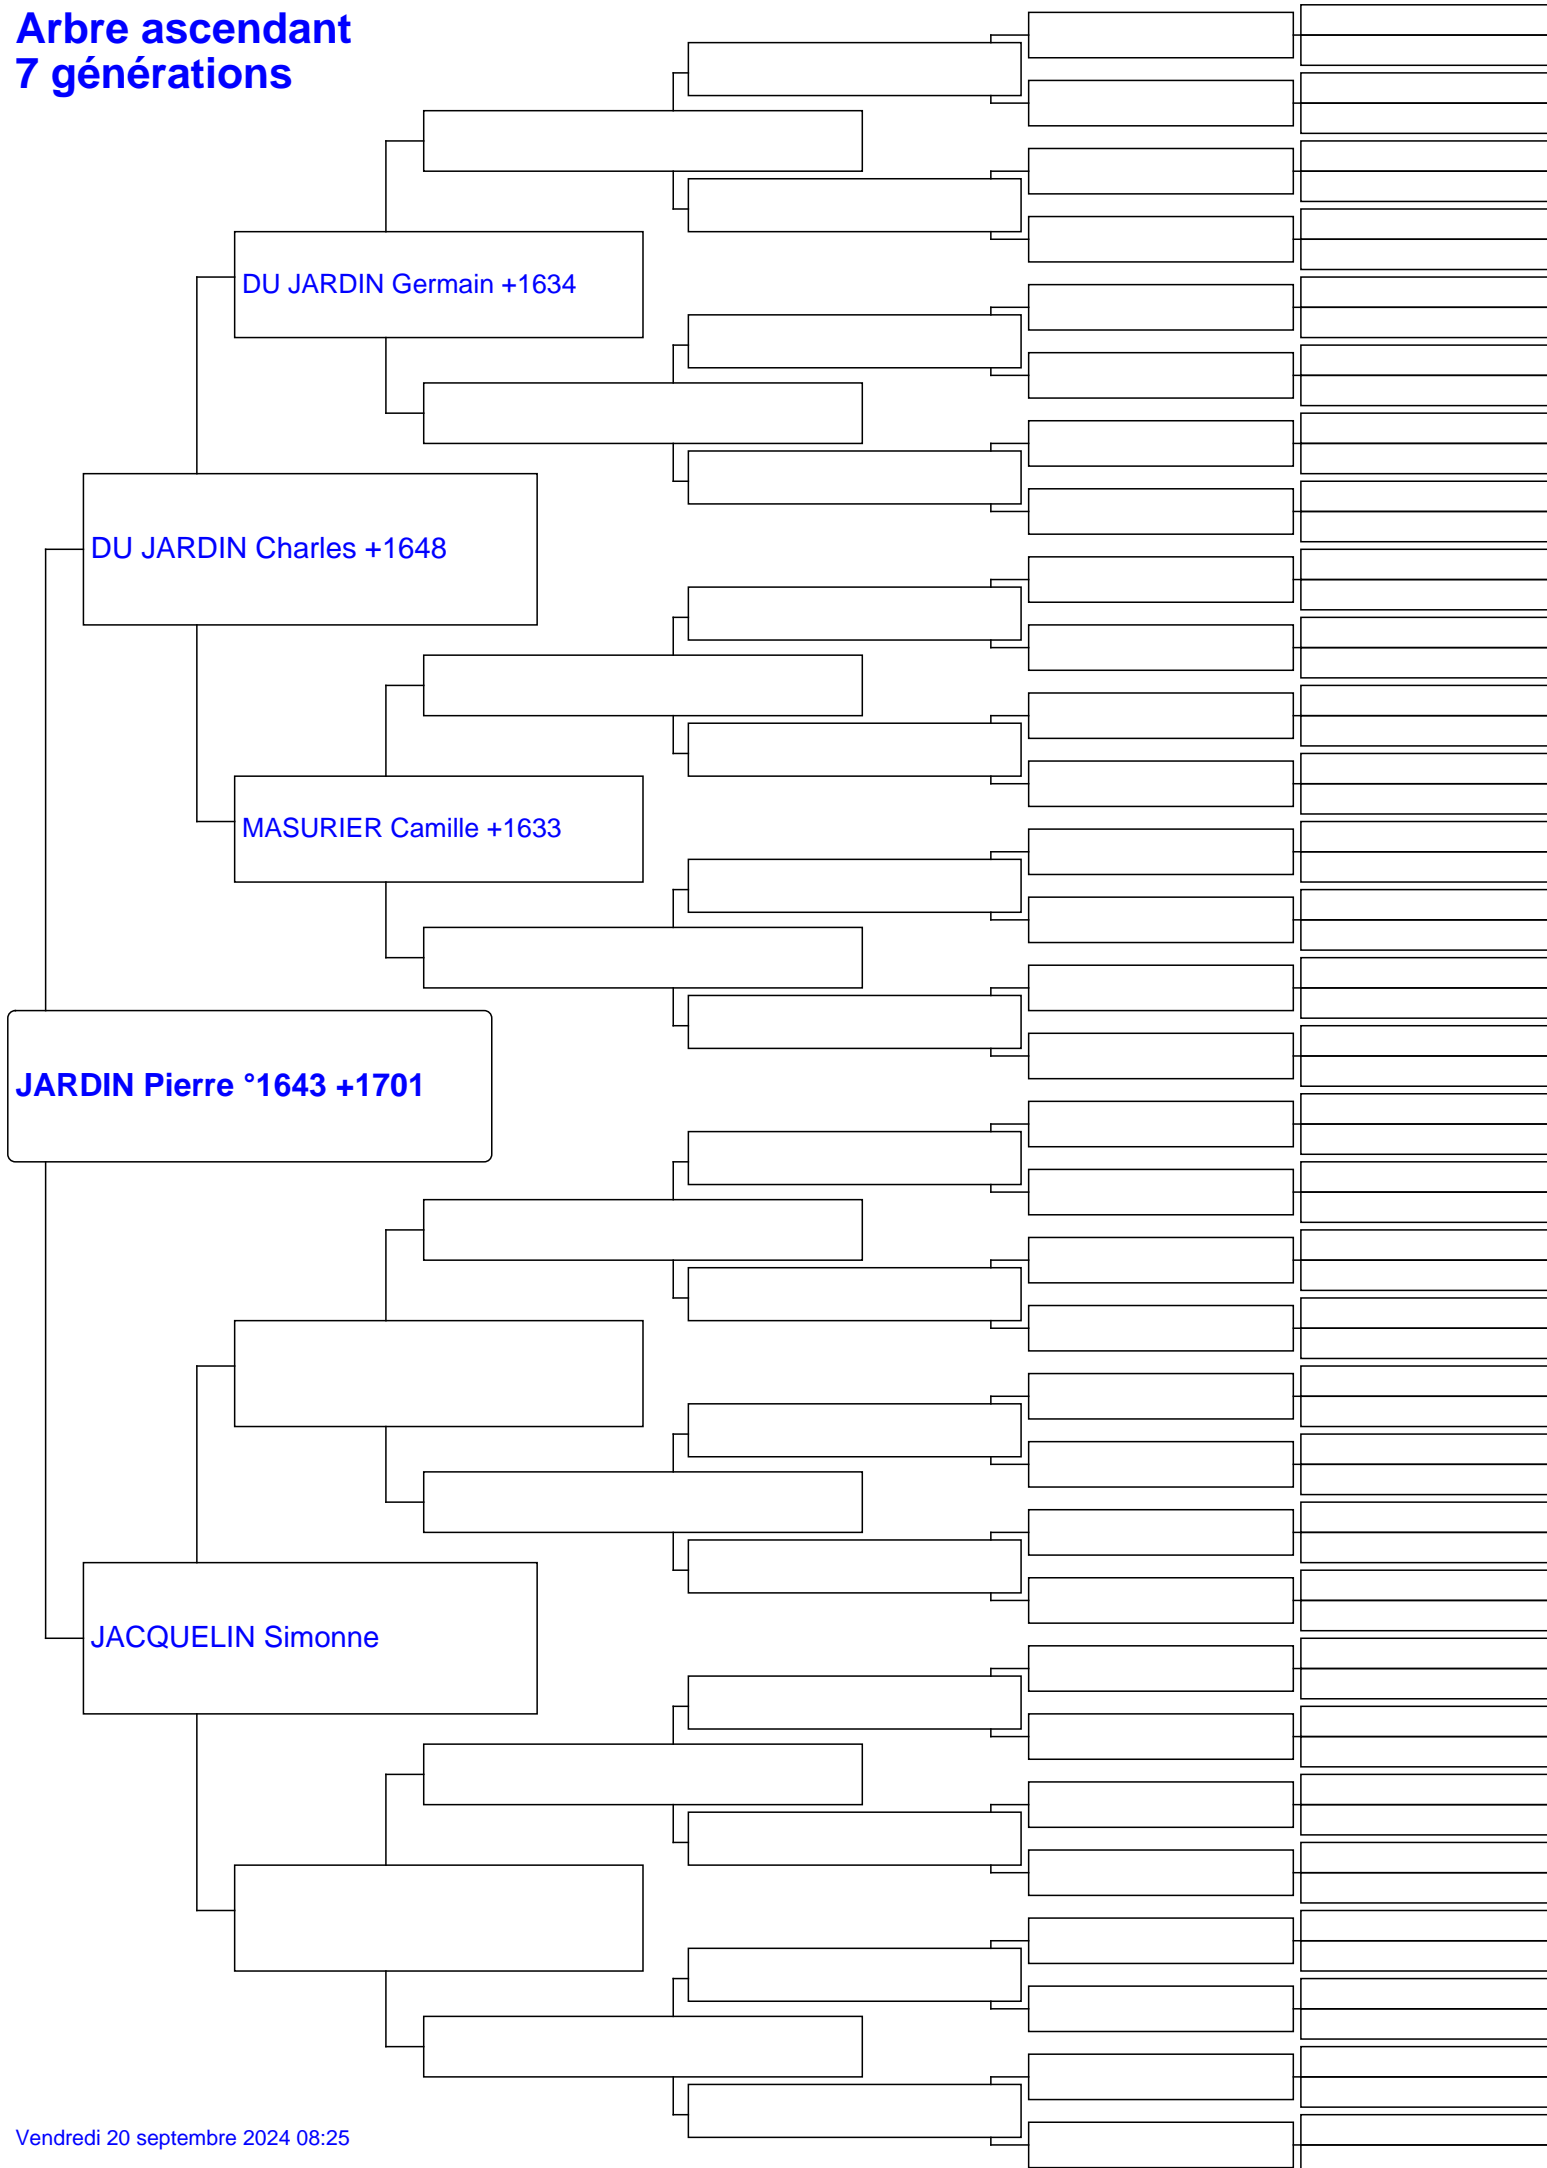 Arbre ascendant
7 générations
DU JARDIN Germain +1634
DU JARDIN Charles +1648
MASURIER Camille +1633
JARDIN Pierre °1643 +1701
JACQUELIN Simonne
Vendredi 20 septembre 2024 08:25